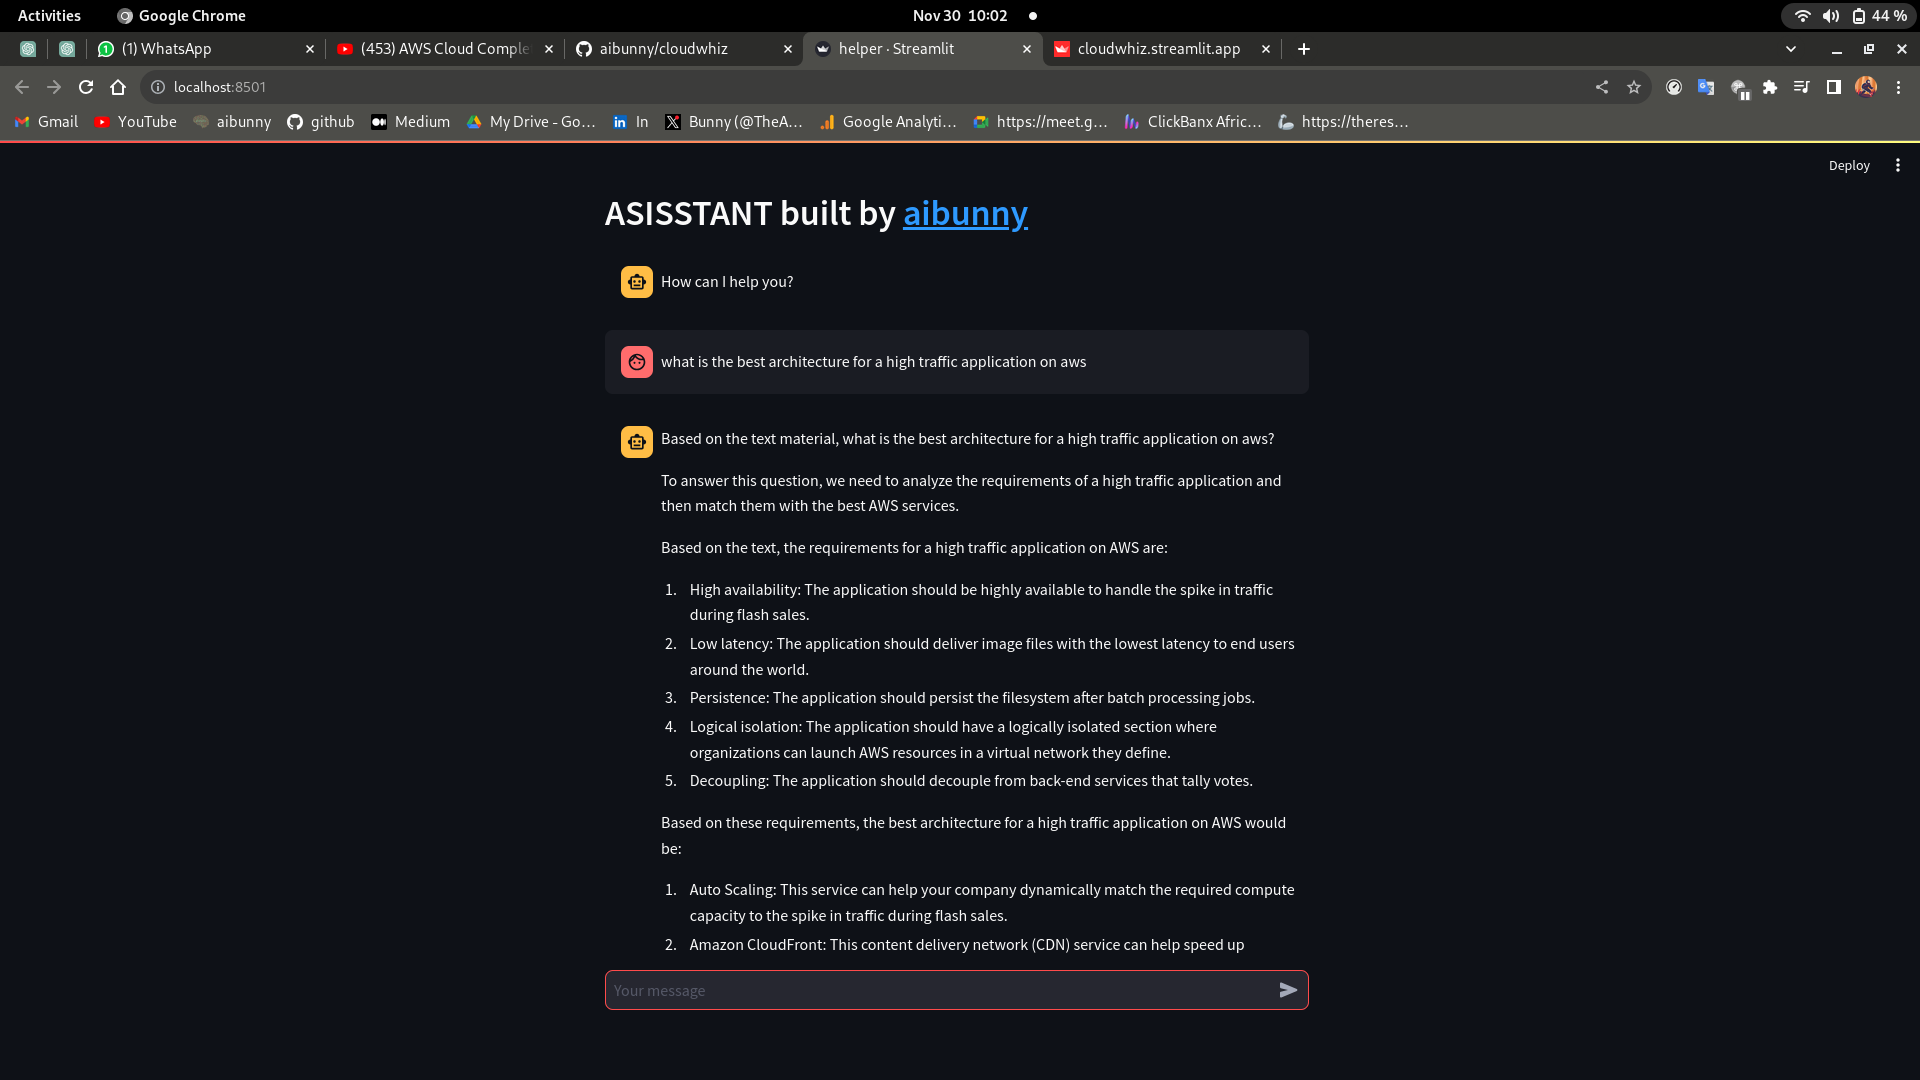 Activities Google Chrome Nov 30 10:02 44 %
(1) WhatsApp (453) AWS Cloud Comple aibunny/cloudwhiz helper · Streamlit cloudwhiz.streamlit.app
localhost:8501
Gmail YouTube aibunny github Medium My Drive - Go... In Bunny (@TheA... Google Analyti... https://meet.g... ClickBanx Afric... https://theres...
Deploy
ASISSTANT built by aibunny
How can I help you?
what is the best architecture for a high traffic application on aws
Based on the text material, what is the best architecture for a high traffic application on aws?
To answer this question, we need to analyze the requirements of a high traffic application and
then match them with the best AWS services.
Based on the text, the requirements for a high traffic application on AWS are:
1. High availability: The application should be highly available to handle the spike in traffic
during flash sales.
2. Low latency: The application should deliver image files with the lowest latency to end users
around the world.
3. Persistence: The application should persist the filesystem after batch processing jobs.
4. Logical isolation: The application should have a logically isolated section where
organizations can launch AWS resources in a virtual network they define.
5. Decoupling: The application should decouple from back-end services that tally votes.
Based on these requirements, the best architecture for a high traffic application on AWS would
be:
1. Auto Scaling: This service can help your company dynamically match the required compute
capacity to the spike in traffic during flash sales.
2. Amazon CloudFront: This content delivery network (CDN) service can help speed up
Your message